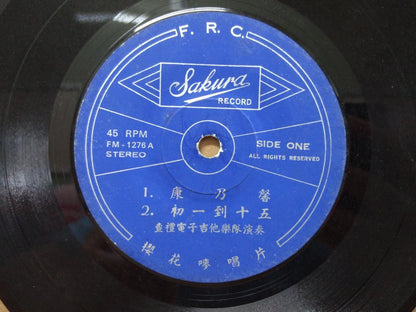 F. R. C.
Sakura
RECORD
45 RPM
FM - 1276 A
STEREO
SIDE ONE
ALL RIGHTS RESERVED
1. 康乃馨
2. 初一到十五
查禮電子吉他樂隊演奏
櫻花嘜唱片